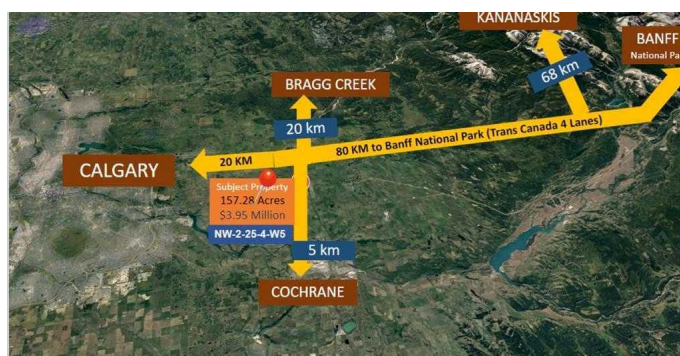 KANANASKIS
BANFF
National Pa
68 km
BRAGG CREEK
20 km
80 KM to Banff National Park (Trans Canada 4 Lanes)
20 KM
CALGARY
Subject Property
157.28 Acres
$3.95 Million
NW-2-25-4-W5
5 km
COCHRANE